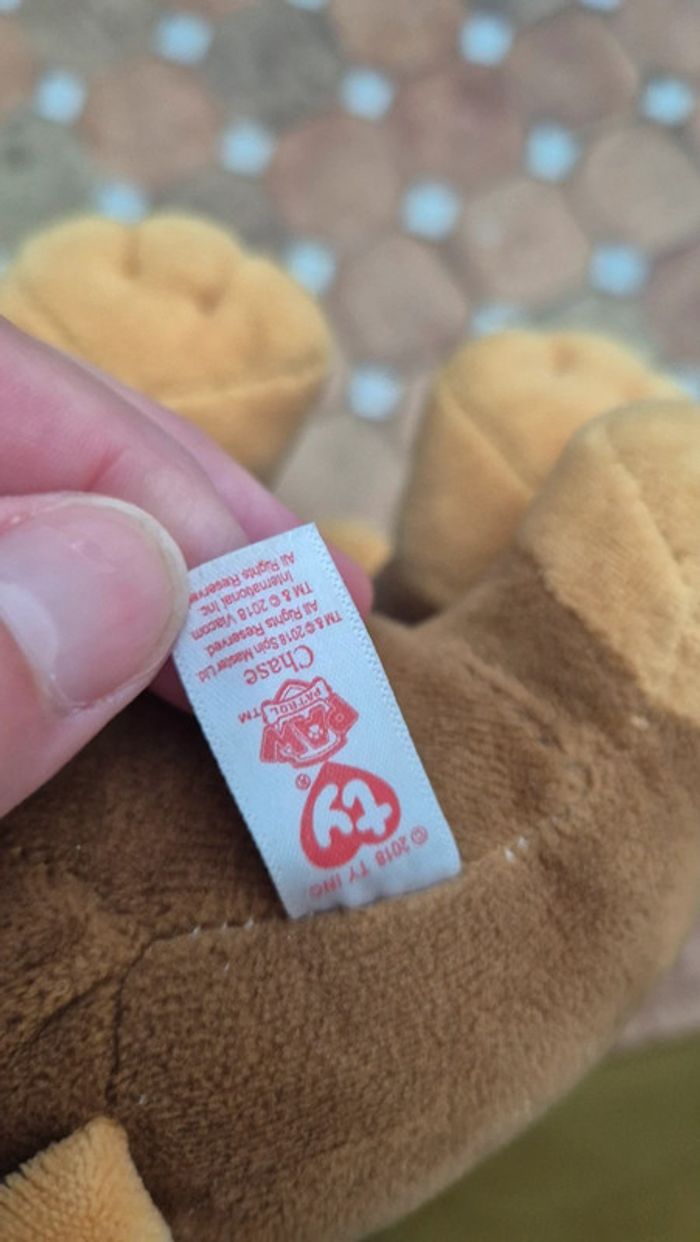 © 2018 TY INC
ty
®
PAW
PATROL TM
Chase
TM & © 2018 Spin Master Ltd.
All Rights Reserved.
TM & © 2018 Viacom
International Inc.
All Rights Reserve